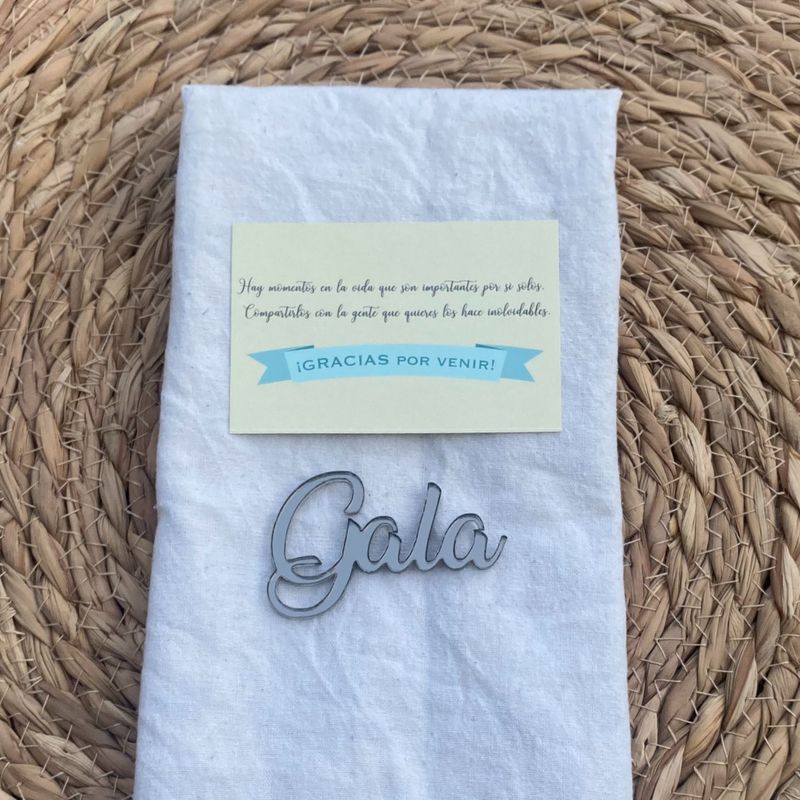 Hay momentos en la vida que son importantes por si solos.
Compartirlos con la gente que quieres los hace inolvidables.
¡GRACIAS POR VENIR!
Gala